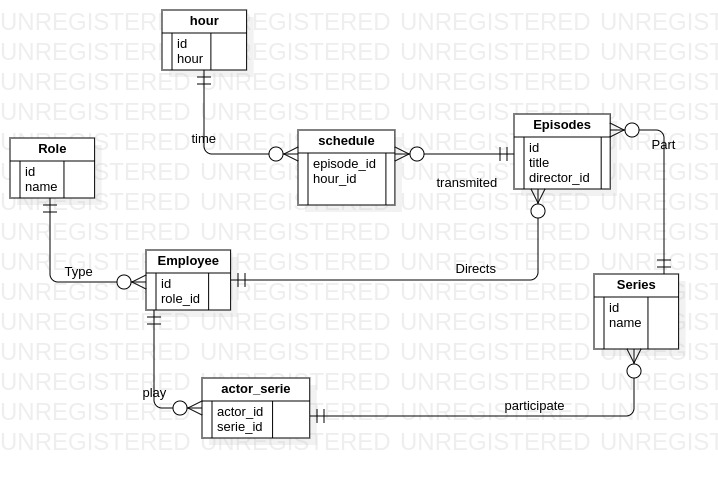 UNREGISTERED UNREGISTERED UNREGISTERED UNREGISTERED
hour
id
hour
time
Role
id
name
schedule
episode_id
hour_id
Episodes
id
title
director_id
Part
transmited
Type
Employee
id
role_id
Directs
Series
id
name
play
actor_serie
actor_id
serie_id
participate